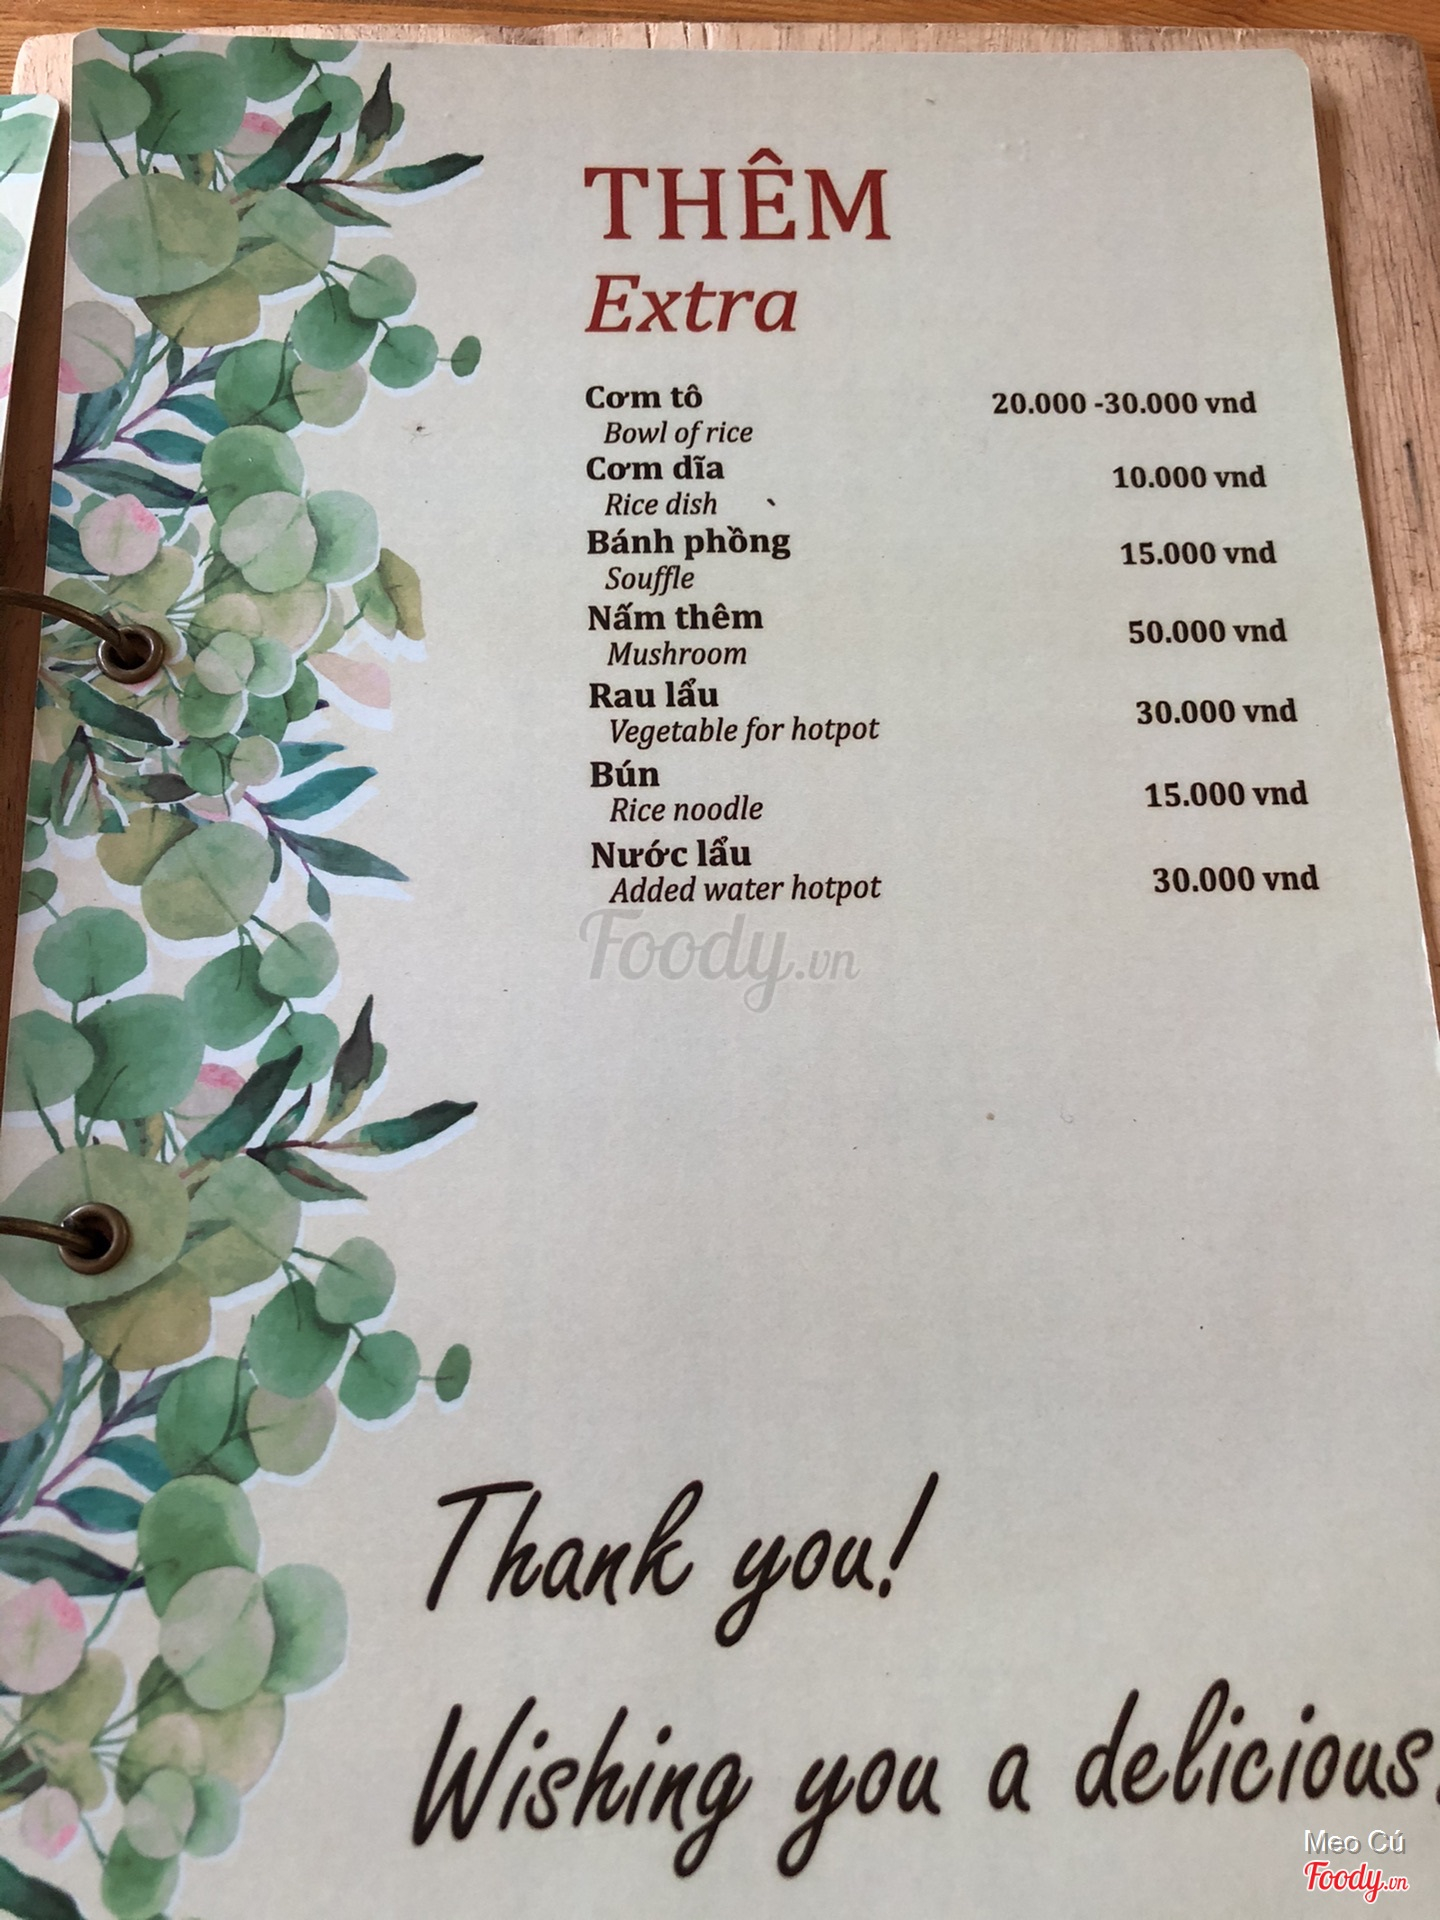 THÊM
Extra
Cơm tô 20.000 -30.000 vnd
Bowl of rice
Cơm dĩa 10.000 vnd
Rice dish
Bánh phồng 15.000 vnd
Souffle
Nấm thêm 50.000 vnd
Mushroom
Rau lẩu 30.000 vnd
Vegetable for hotpot
Bún 15.000 vnd
Rice noodle
Nước lẩu 30.000 vnd
Added water hotpot
Foody.vn
Thank you!
Wishing you a delicious
Meo Cú
Foody.vn